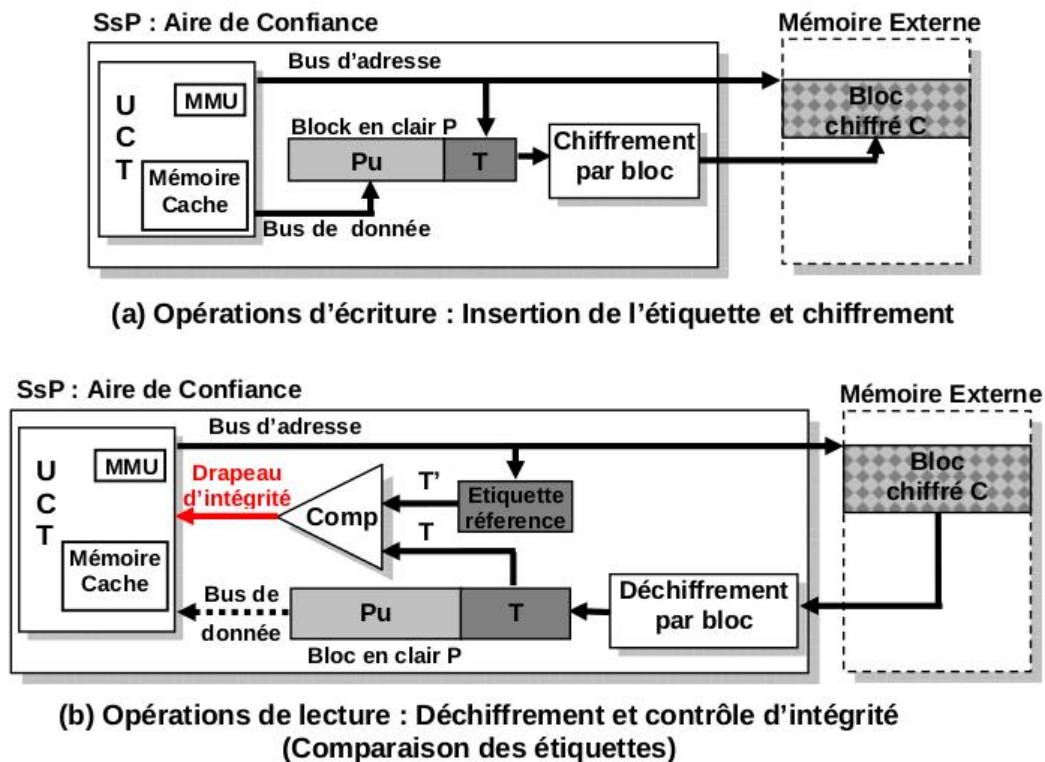 SsP : Aire de Confiance
Mémoire Externe
Bus d'adresse
U
C
T
MMU
Mémoire
Cache
Block en clair P
Pu
T
Bus de donnée
Chiffrement
par bloc
Bloc
chiffré C
(a) Opérations d'écriture : Insertion de l'étiquette et chiffrement
SsP : Aire de Confiance
Mémoire Externe
Bus d'adresse
U
C
T
MMU
Mémoire
Cache
Drapeau
d'intégrité
Comp
T'
T
Etiquette
réference
Bloc
chiffré C
Bus de
donnée
Pu
T
Bloc en clair P
Déchiffrement
par bloc
(b) Opérations de lecture : Déchiffrement et contrôle d'intégrité
(Comparaison des étiquettes)